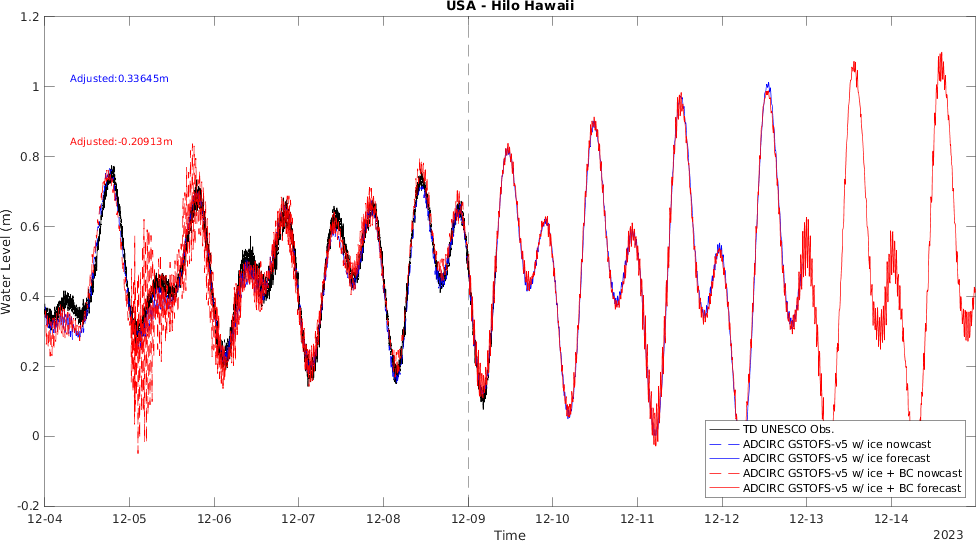 USA - Hilo Hawaii
Adjusted:0.33645m
Adjusted:-0.20913m
Water Level (m)
1.2
1
0.8
0.6
0.4
0.2
0
-0.2
TD UNESCO Obs.
ADCIRC GSTOFS-v5 w/ ice nowcast
ADCIRC GSTOFS-v5 w/ ice forecast
ADCIRC GSTOFS-v5 w/ ice + BC nowcast
ADCIRC GSTOFS-v5 w/ ice + BC forecast
12-04 12-05 12-06 12-07 12-08 12-09 12-10 12-11 12-12 12-13 12-14
Time
2023